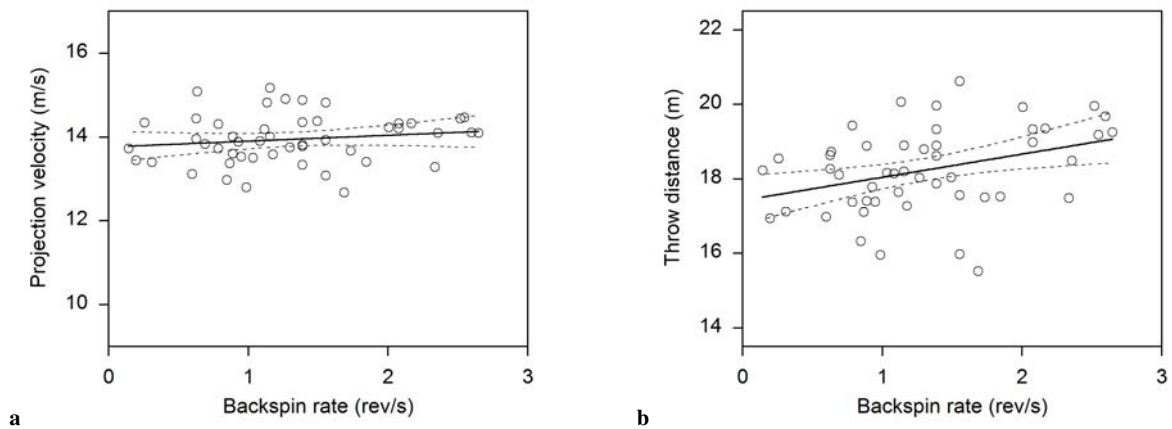 16
14
12
10
Projection velocity (m/s)
0 1 2 3
Backspin rate (rev/s)
a
22
20
18
16
14
Throw distance (m)
0 1 2 3
Backspin rate (rev/s)
b